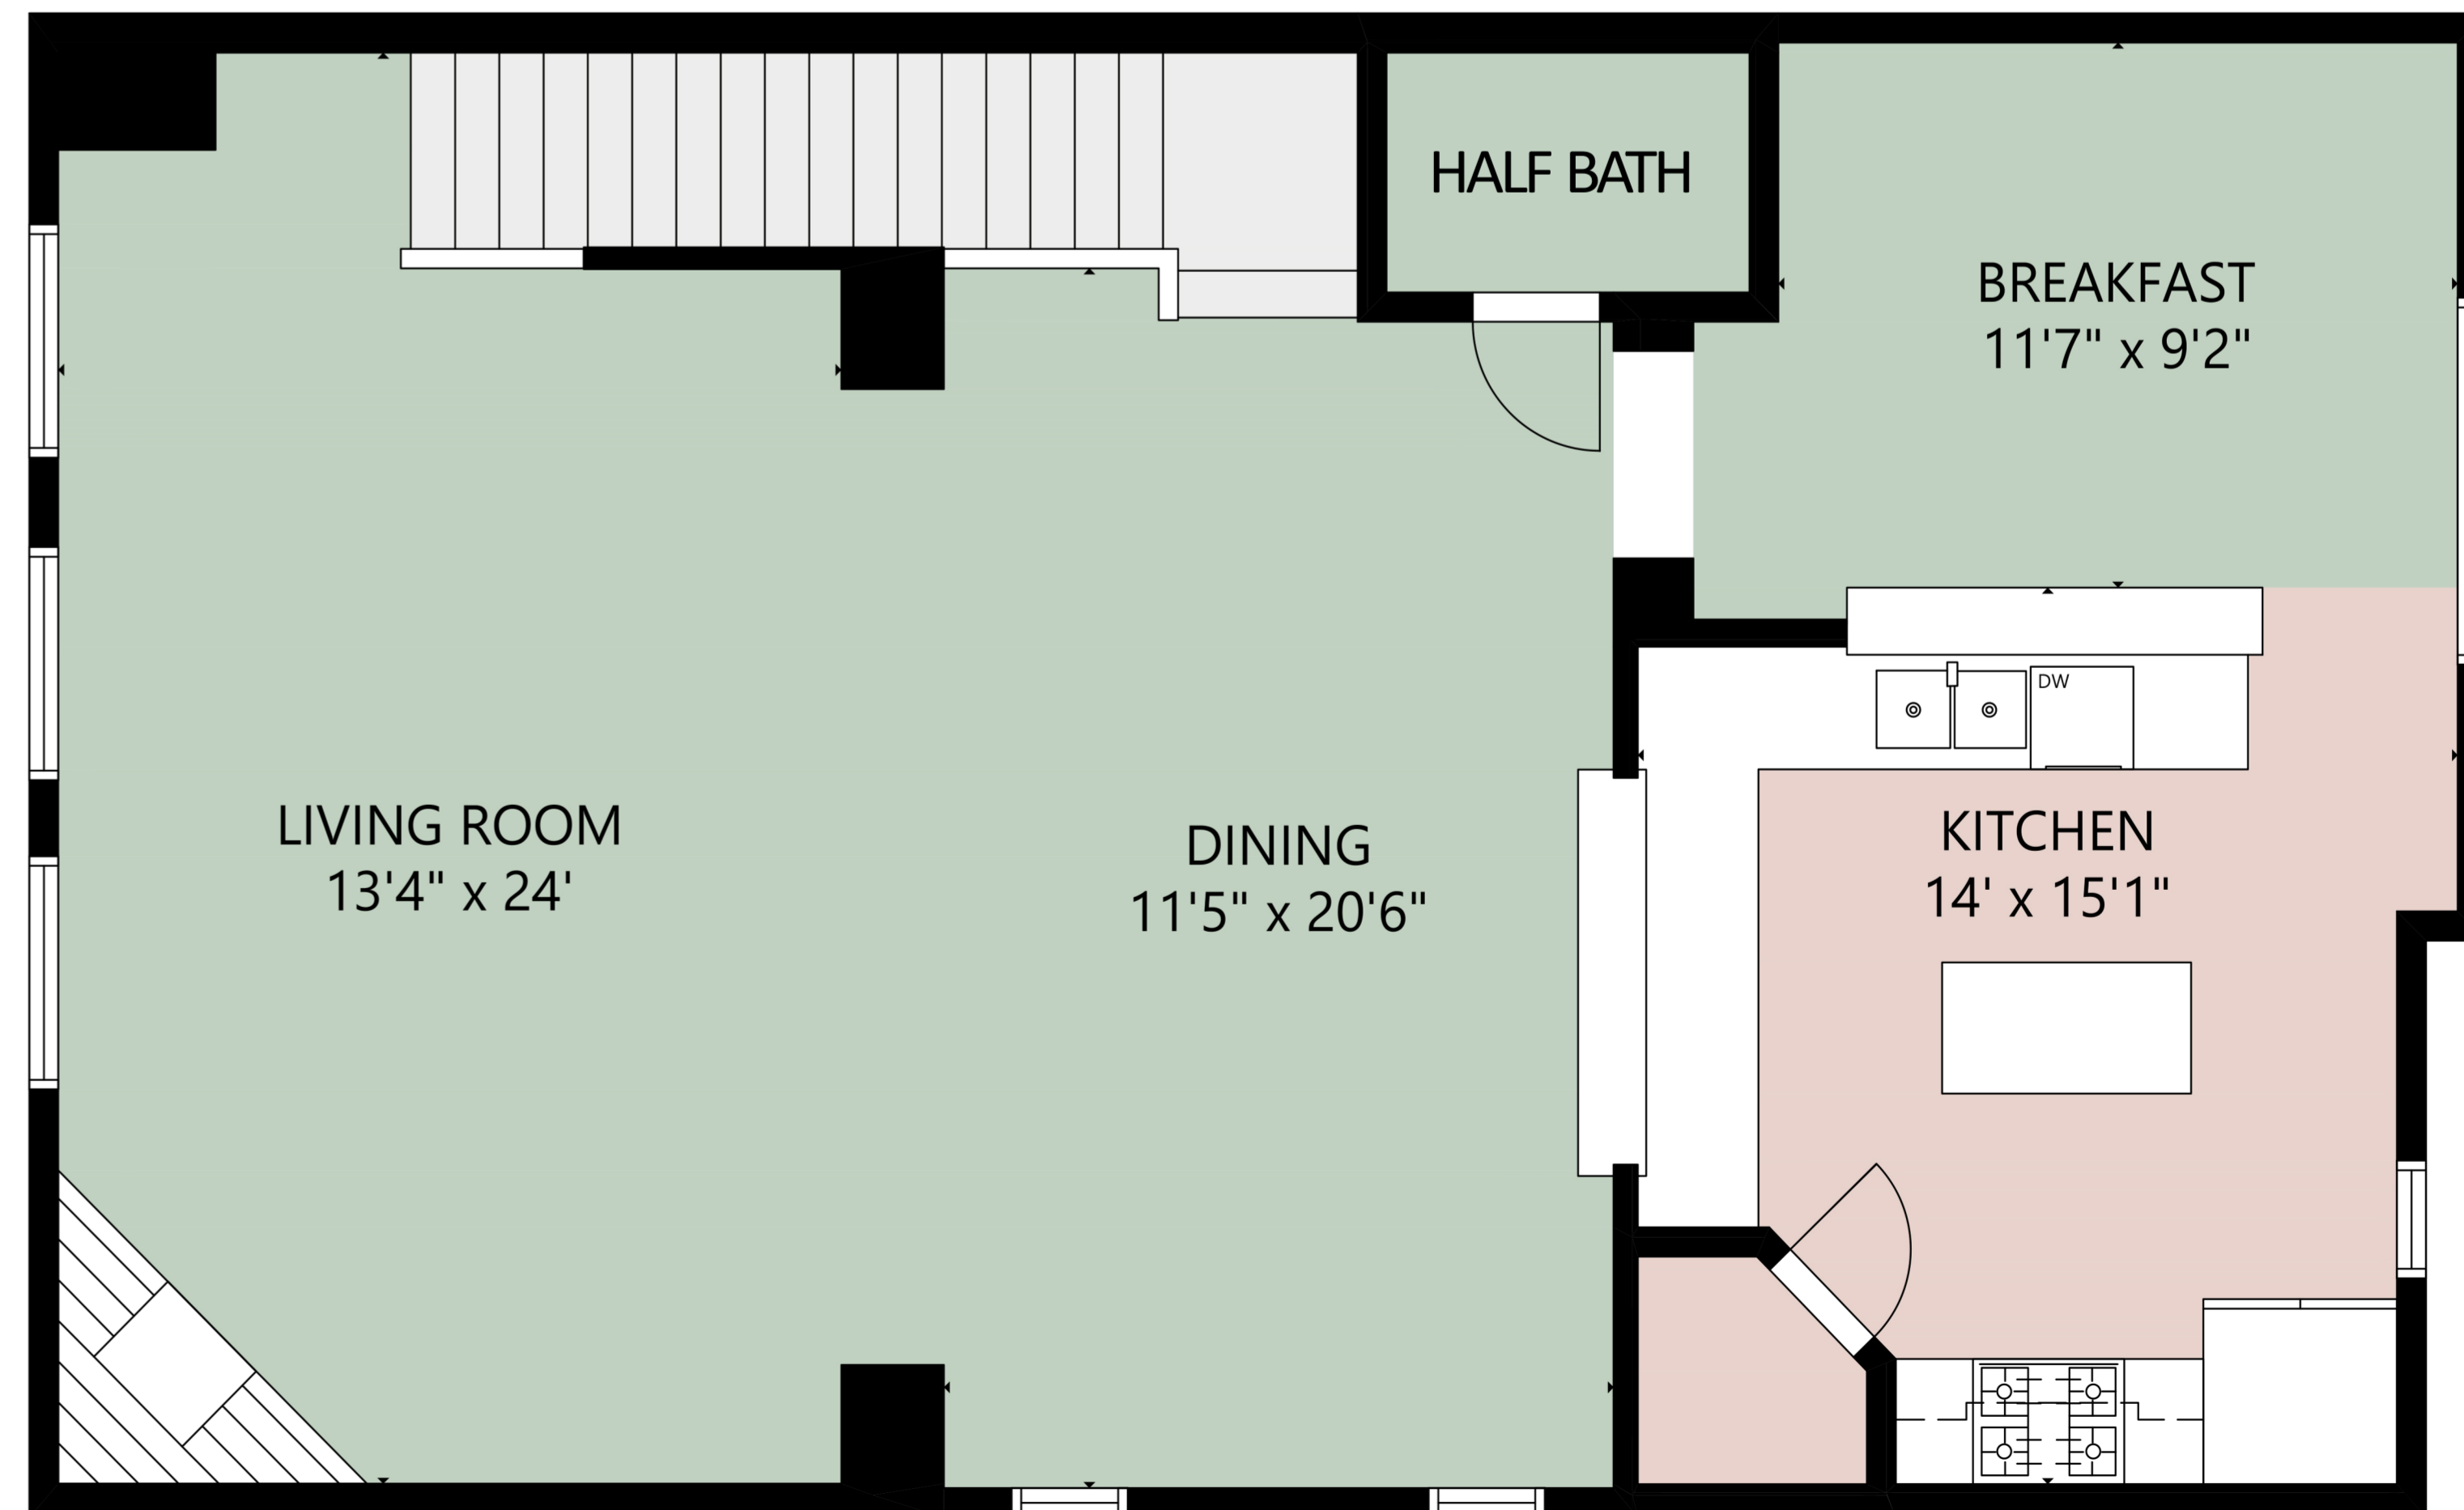 HALF BATH
BREAKFAST
11'7" x 9'2"
DW
LIVING ROOM
13'4" x 24'
DINING
11'5" x 20'6"
KITCHEN
14' x 15'1"